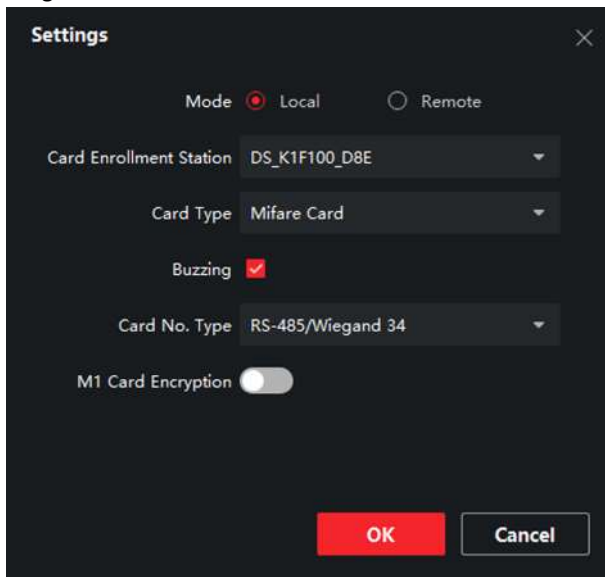 Settings
Mode Local Remote
Card Enrollment Station DS_K1F100_D8E
Card Type Mifare Card
Buzzing
Card No. Type RS-485/Wiegand 34
M1 Card Encryption
OK Cancel